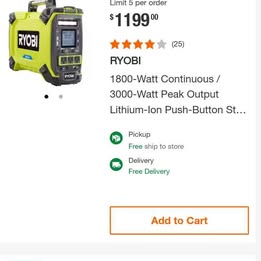 Limit 5 per order
$1199 00
(25)
RYOBI
RYOBI
1800-Watt Continuous /
3000-Watt Peak Output
Lithium-Ion Push-Button St...
Pickup
Free ship to store
Delivery
Free Delivery
Add to Cart